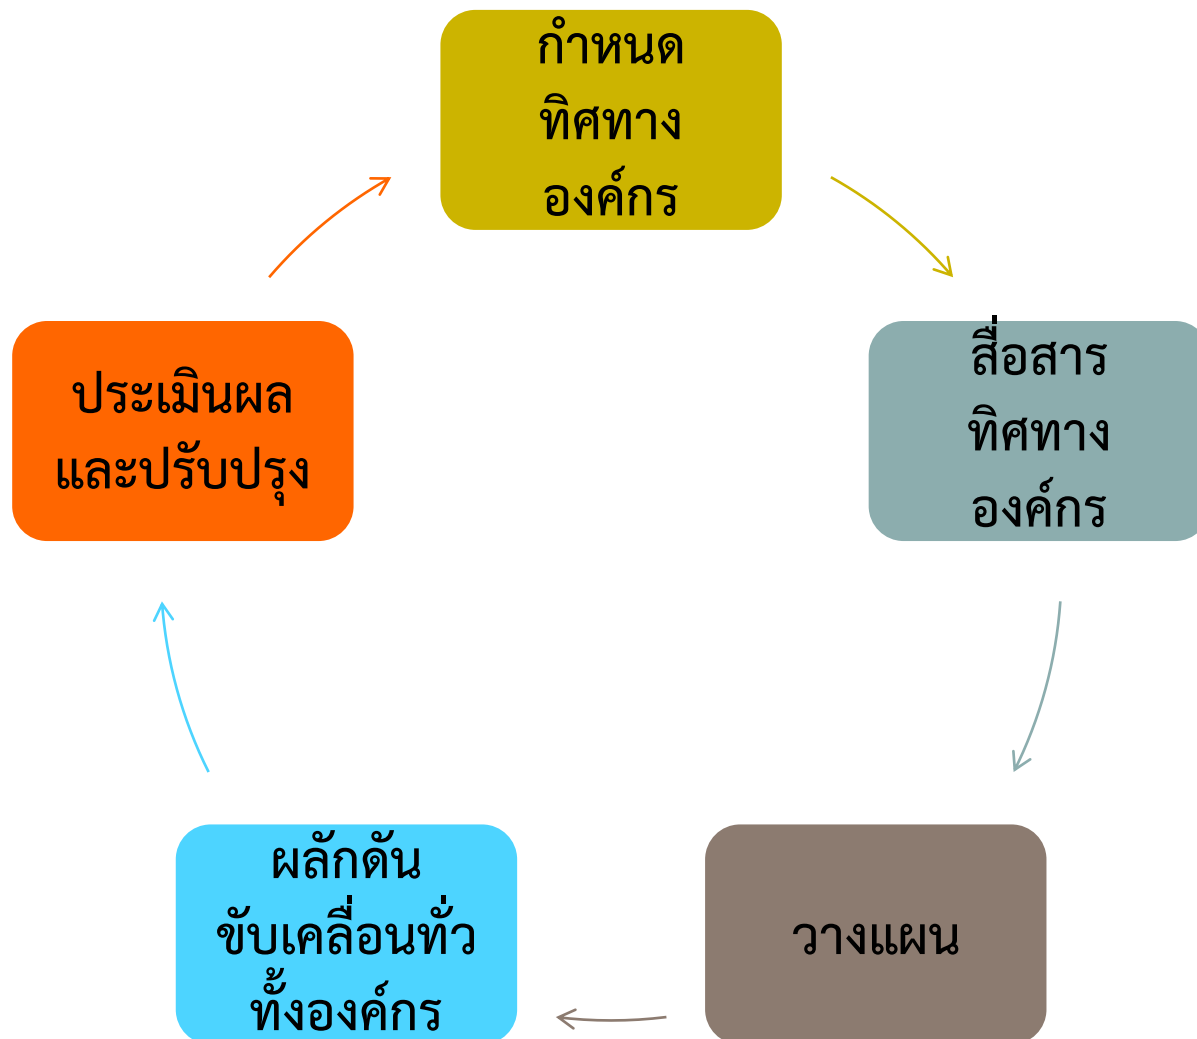 กำหนด
ทิศทาง
องค์กร
สื่อสาร
ทิศทาง
องค์กร
วางแผน
ผลักดัน
ขับเคลื่อนทั่ว
ทั้งองค์กร
ประเมินผล
และปรับปรุง